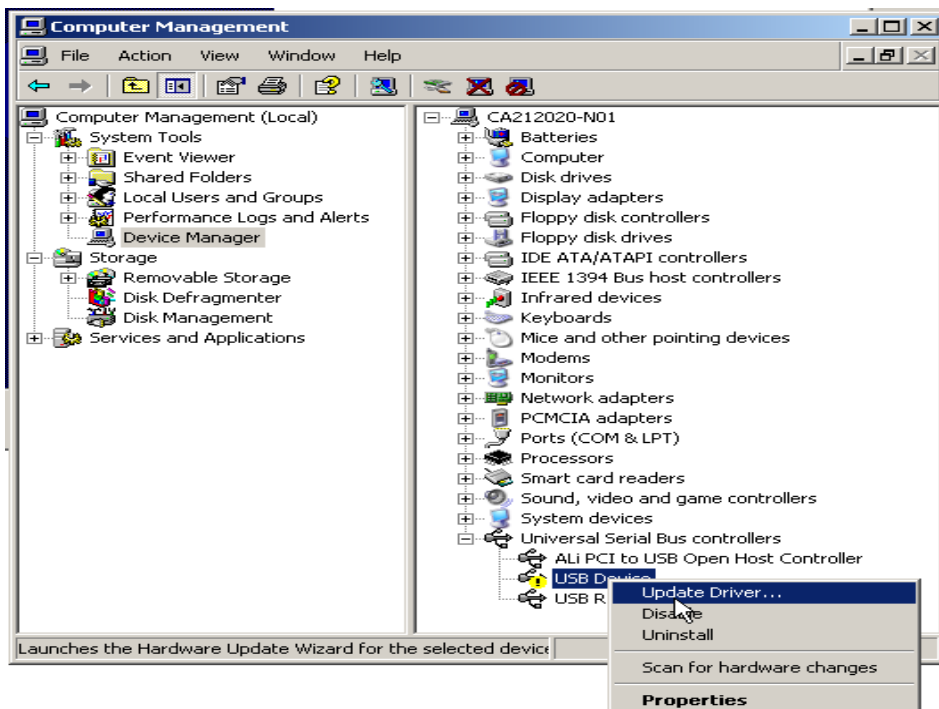 Computer Management
File Action View Window Help
Computer Management (Local)
System Tools
Event Viewer
Shared Folders
Local Users and Groups
Performance Logs and Alerts
Device Manager
Storage
Removable Storage
Disk Defragmenter
Disk Management
Services and Applications
CA212020-N01
Batteries
Computer
Disk drives
Display adapters
Floppy disk controllers
Floppy disk drives
IDE ATA/ATAPI controllers
IEEE 1394 Bus host controllers
Infrared devices
Keyboards
Mice and other pointing devices
Modems
Monitors
Network adapters
PCMCIA adapters
Ports (COM & LPT)
Processors
Smart card readers
Sound, video and game controllers
System devices
Universal Serial Bus controllers
ALi PCI to USB Open Host Controller
USB Device
USB R
Update Driver...
Disable
Uninstall
Scan for hardware changes
Properties
Launches the Hardware Update Wizard for the selected device